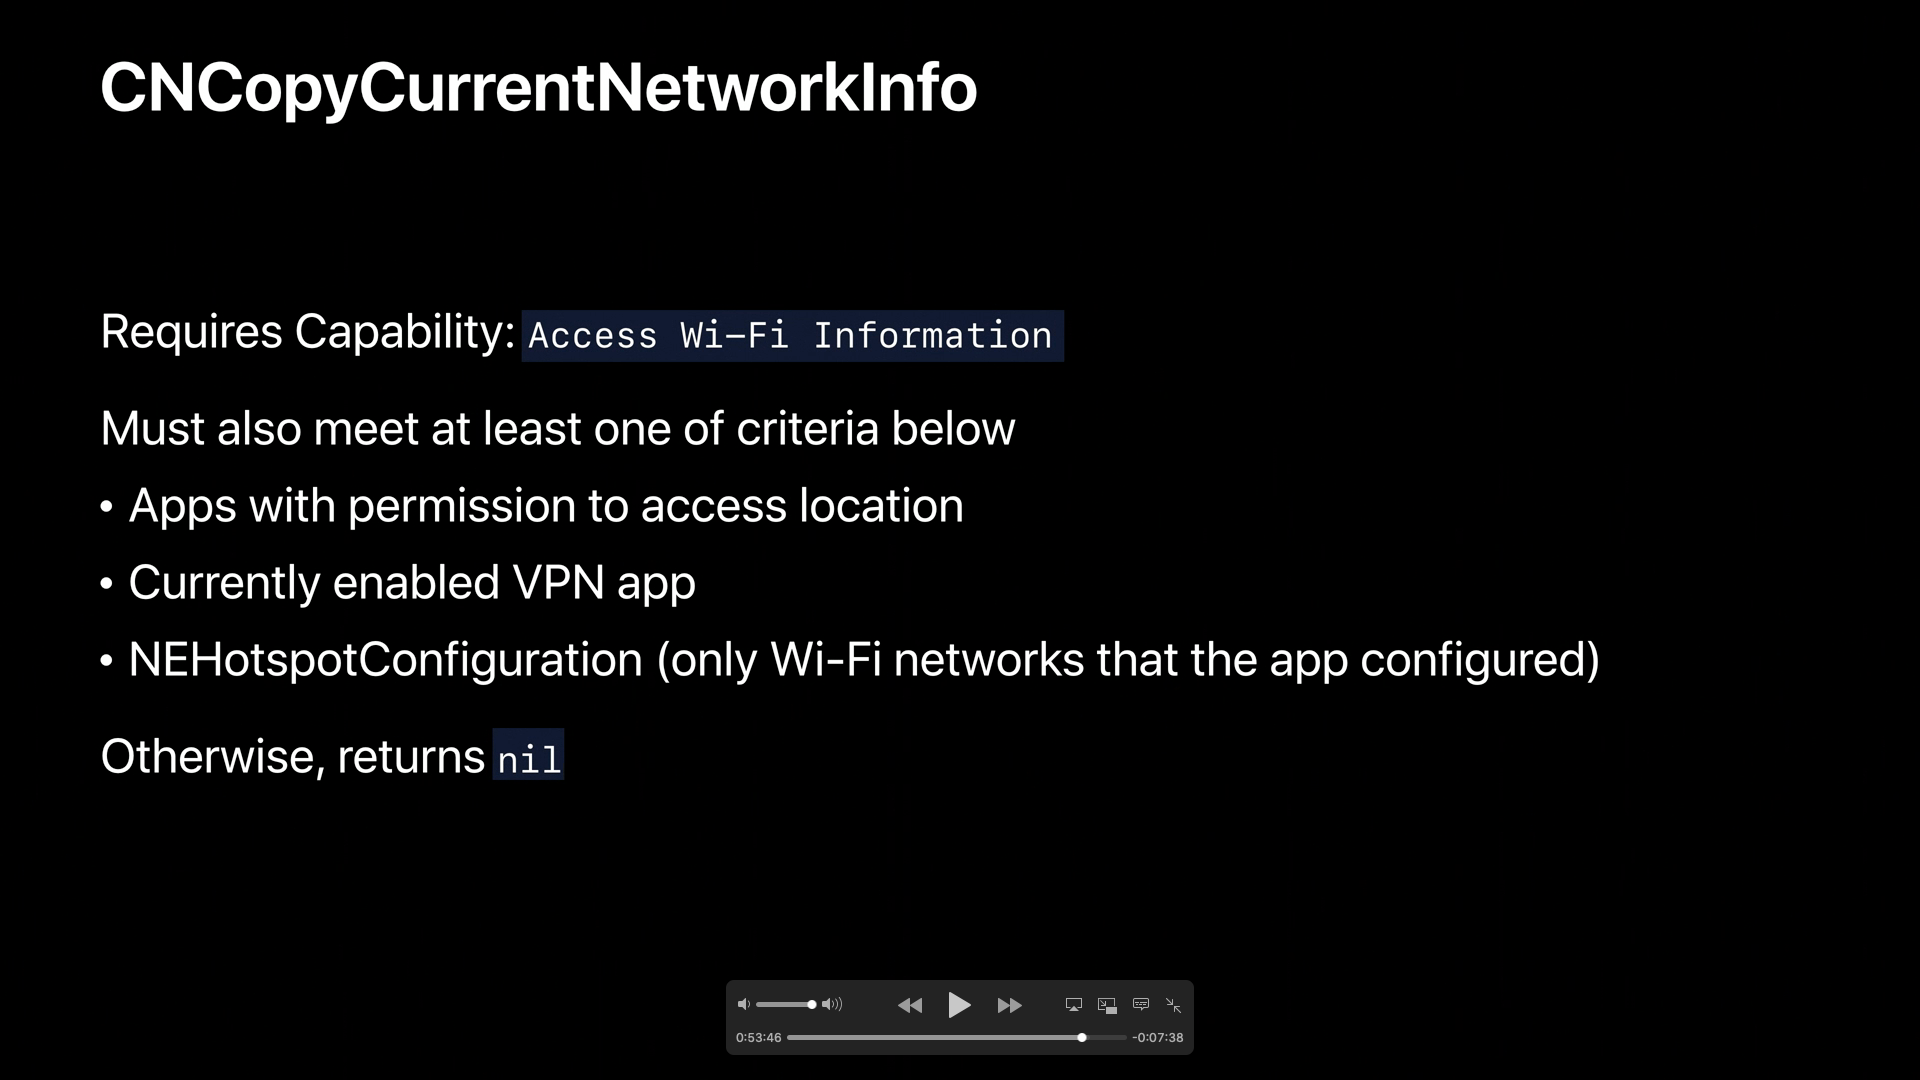 CNCopyCurrentNetworkInfo
Requires Capability: Access Wi-Fi Information
Must also meet at least one of criteria below
• Apps with permission to access location
• Currently enabled VPN app
• NEHotspotConfiguration (only Wi-Fi networks that the app configured)
Otherwise, returns nil
0:53:46 -0:07:38